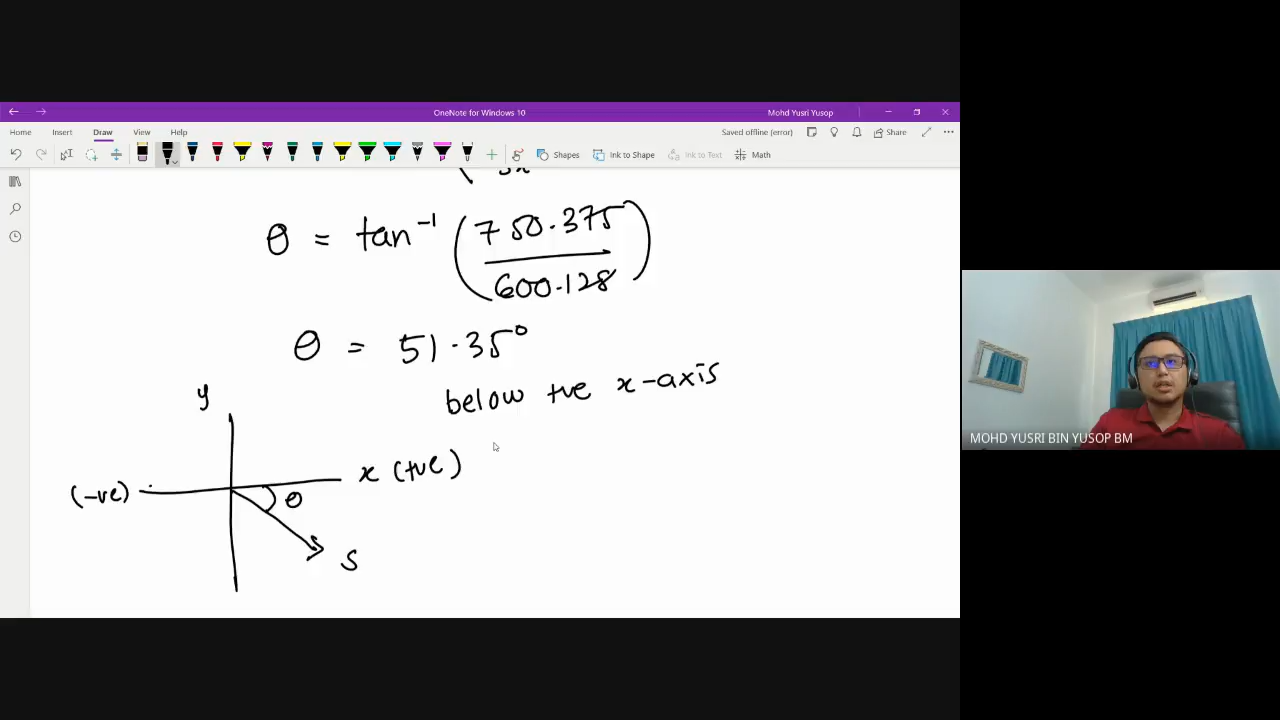 OneNote for Windows 10
Mohd Yusri Yusop
Home Insert Draw View Help
Saved offline (error)
Share
Shapes
Ink to Shape
Ink to Text
Math
θ = tan⁻¹ (750.375 / 600.128)
θ = 51.35°
below +ve x-axis
y
(-ve)
x (+ve)
θ
S
MOHD YUSRI BIN YUSOP BM